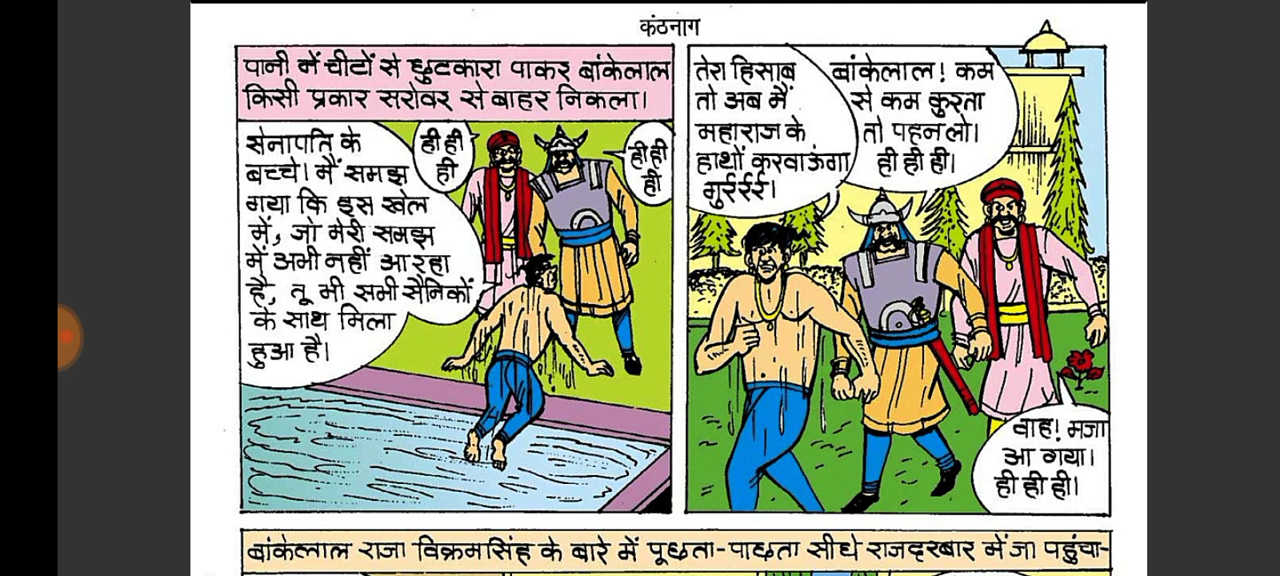 कंठनाग
पानी में चीटों से छुटकारा पाकर बांकेलाल
किसी प्रकार सरोवर से बाहर निकला।
सेनापति के
बच्चे। मैं समझ
गया कि इस खेल
में, जो मेरी समझ
में अभी नहीं आ रहा
है, तू भी सभी सैनिकों
के साथ मिला
हुआ है।
ही ही
ही
ही ही
ही
तेरा हिसाब
तो अब मैं
महाराज के
हाथों करवाऊंगा
गुर्रर्रर्र।
बांकेलाल! कम
से कम कुरता
तो पहन लो।
ही ही ही।
वाह! मजा
आ गया।
ही ही ही।
बांकेलाल राजा विक्रमसिंह के बारे में पूछता-पाछता सीधे राजदरबार में जा पहुंचा-